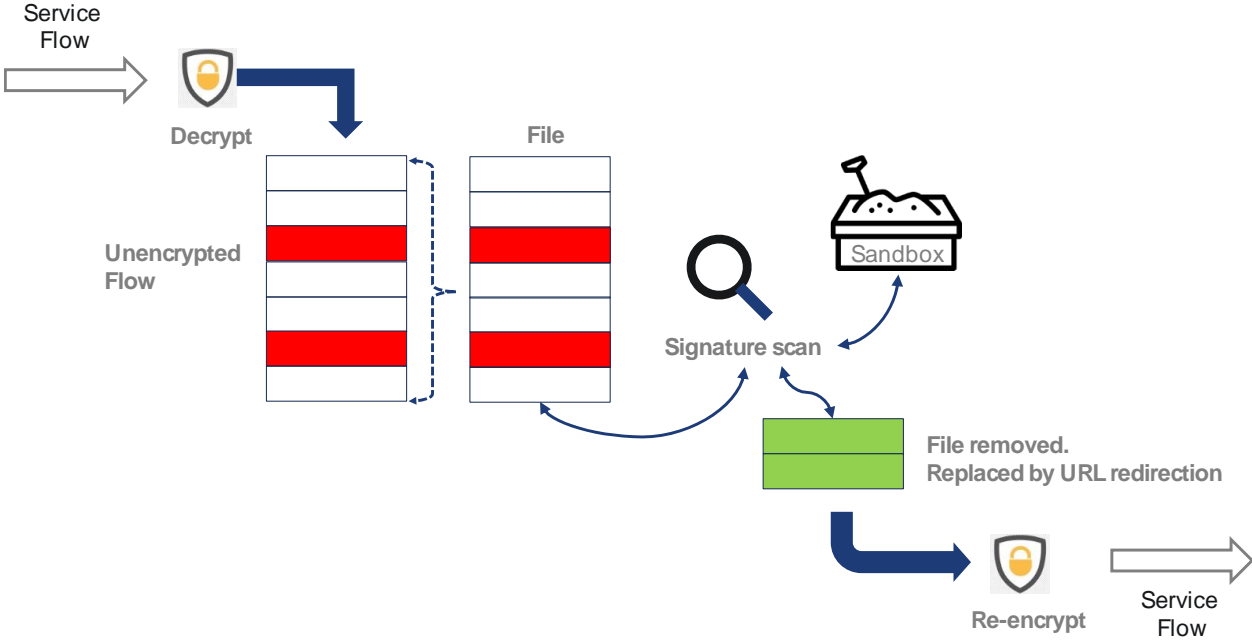 Service
Flow
Decrypt
File
Unencrypted
Flow
Sandbox
Signature scan
File removed.
Replaced by URL redirection
Re-encrypt
Service
Flow